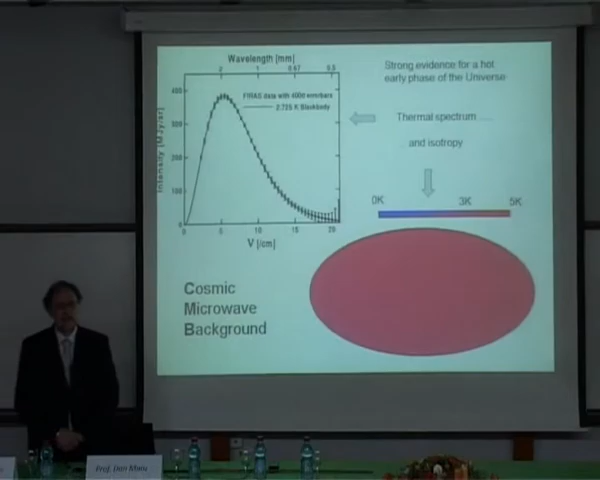 Wavelength [mm]
2 1 0.67 0.5
Strong evidence for a hot
early phase of the Universe
400
FIRAS data with 400σ errorbars
2.725 K Blackbody
Thermal spectrum ....
and isotropy
300
200
100
0
Intensity [MJy/sr]
0 5 10 15 20
V [/cm]
0K 3K 5K
Cosmic
Microwave
Background
Prof.